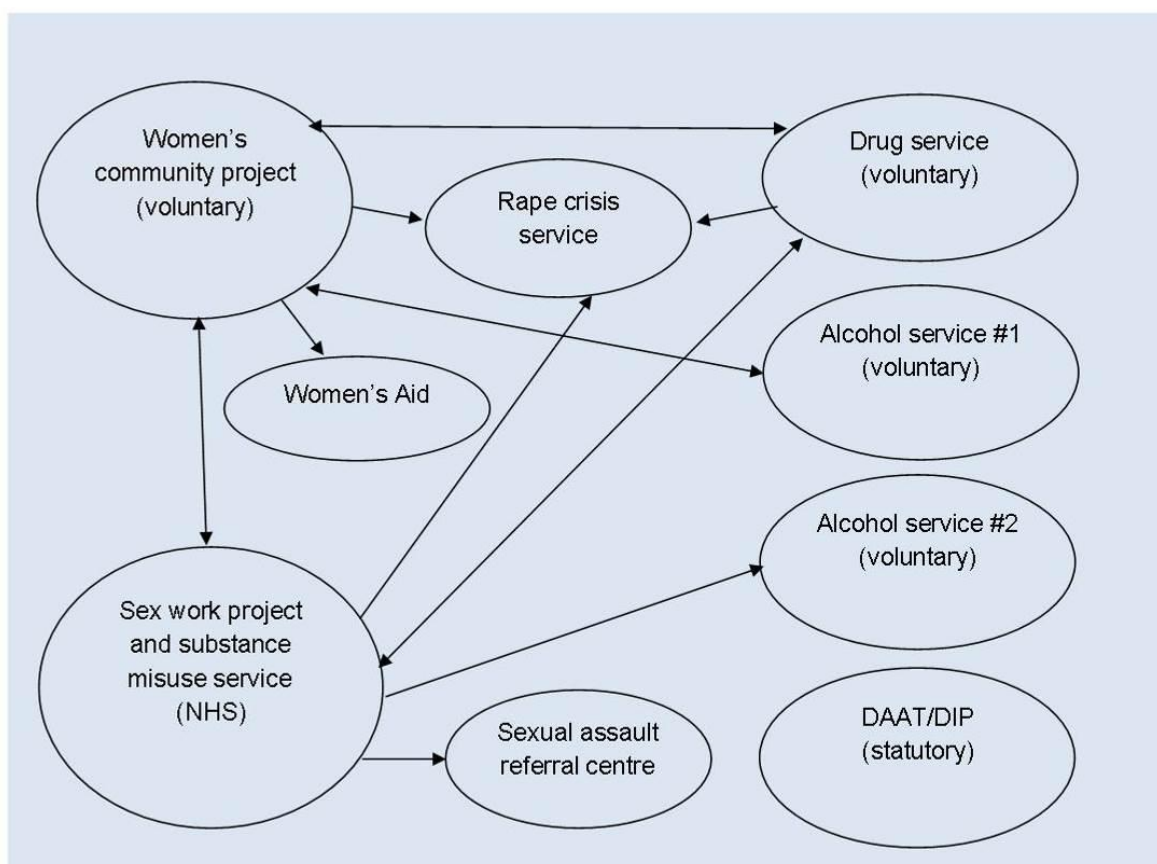 Women’s
community project
(voluntary)
Drug service
(voluntary)
Rape crisis
service
Alcohol service #1
(voluntary)
Women’s Aid
Alcohol service #2
(voluntary)
Sex work project
and substance
misuse service
(NHS)
Sexual assault
referral centre
DAAT/DIP
(statutory)